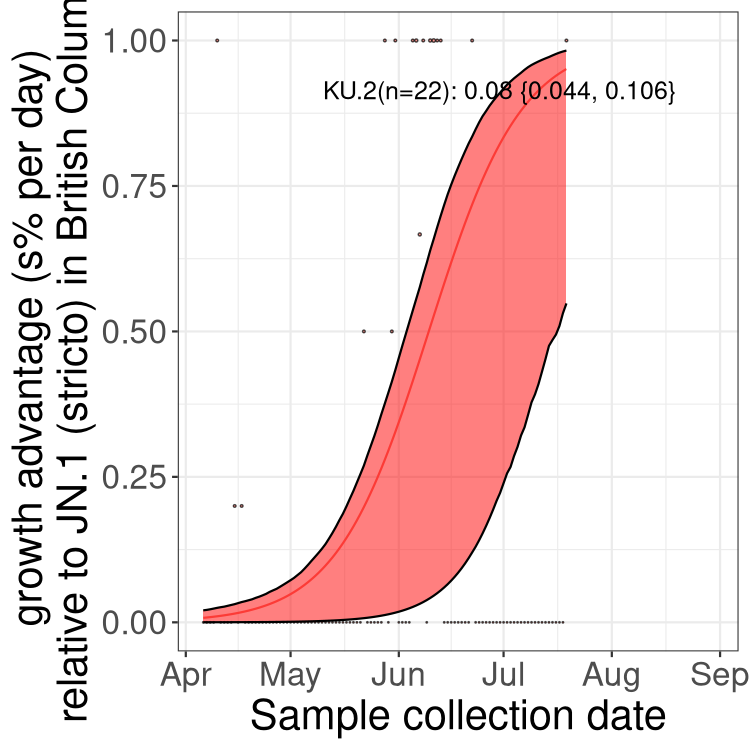 growth advantage (s% per day)
relative to JN.1 (stricto) in British Colum
1.00
0.75
0.50
0.25
0.00
KU.2(n=22): 0.08 {0.044, 0.106}
Apr May Jun Jul Aug Sep
Sample collection date